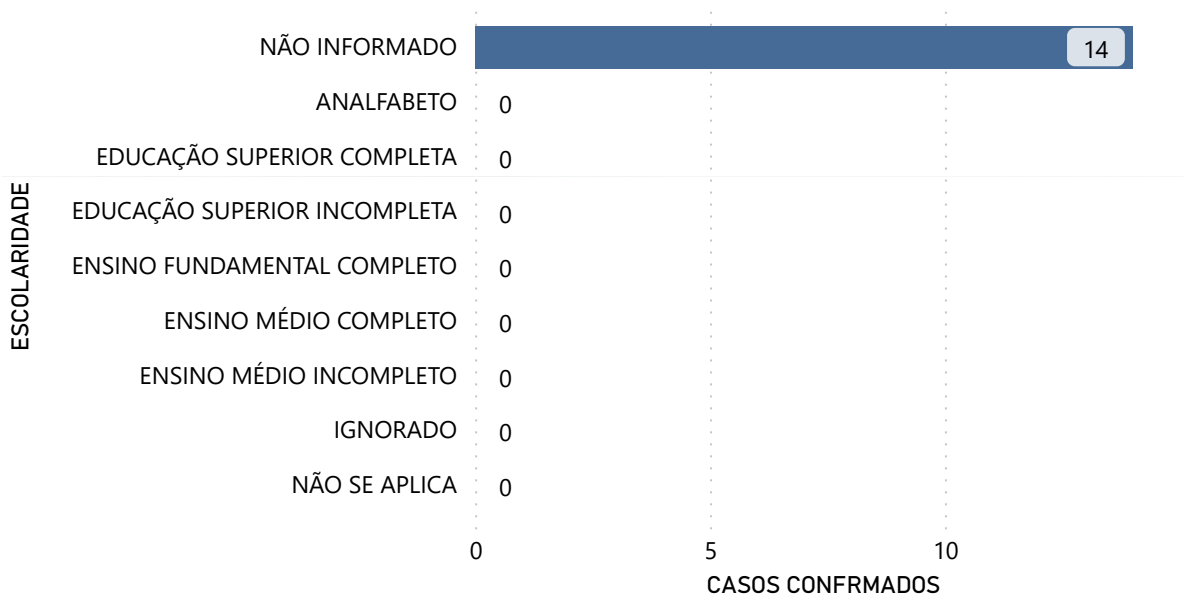 NÃO INFORMADO 14
ANALFABETO 0
EDUCAÇÃO SUPERIOR COMPLETA 0
EDUCAÇÃO SUPERIOR INCOMPLETA 0
ENSINO FUNDAMENTAL COMPLETO 0
ENSINO MÉDIO COMPLETO 0
ENSINO MÉDIO INCOMPLETO 0
IGNORADO 0
NÃO SE APLICA 0
ESCOLARIDADE
0 5 10
CASOS CONFRMADOS